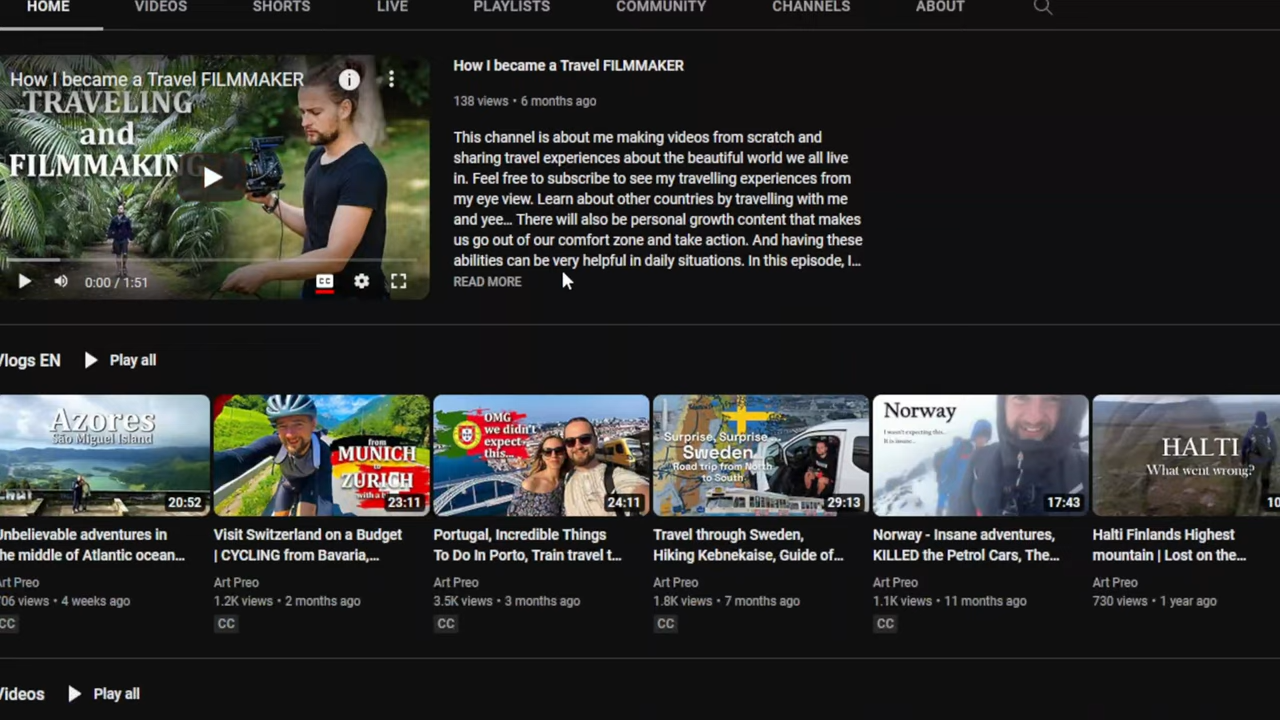 HOME VIDEOS SHORTS LIVE PLAYLISTS COMMUNITY CHANNELS ABOUT
How I became a Travel FILMMAKER
TRAVELING
and
FILMMAKING
0:00 / 1:51
CC
How I became a Travel FILMMAKER
138 views • 6 months ago
This channel is about me making videos from scratch and
sharing travel experiences about the beautiful world we all live
in. Feel free to subscribe to see my travelling experiences from
my eye view. Learn about other countries by travelling with me
and yee... There will also be personal growth content that makes
us go out of our comfort zone and take action. And having these
abilities can be very helpful in daily situations. In this episode, I...
READ MORE
Vlogs EN Play all
Azores
São Miguel Island
20:52
Unbelievable adventures in
the middle of Atlantic ocean...
Art Preo
706 views • 4 weeks ago
CC
from
MUNICH
to
ZURICH
with a
23:11
Visit Switzerland on a Budget
| CYCLING from Bavaria,...
Art Preo
1.2K views • 2 months ago
CC
OMG
we didn't
expect
this...
24:11
Portugal, Incredible Things
To Do In Porto, Train travel t...
Art Preo
3.5K views • 3 months ago
CC
Surprise, Surprise
Sweden
Road trip from North
to South
29:13
Travel through Sweden,
Hiking Kebnekaise, Guide of...
Art Preo
1.8K views • 7 months ago
CC
Norway
I wasn't expecting this...
It is insane...
17:43
Norway - Insane adventures,
KILLED the Petrol Cars, The...
Art Preo
1.1K views • 11 months ago
CC
HALTI
What went wrong?
10
Halti Finlands Highest
mountain | Lost on the...
Art Preo
730 views • 1 year ago
Videos Play all